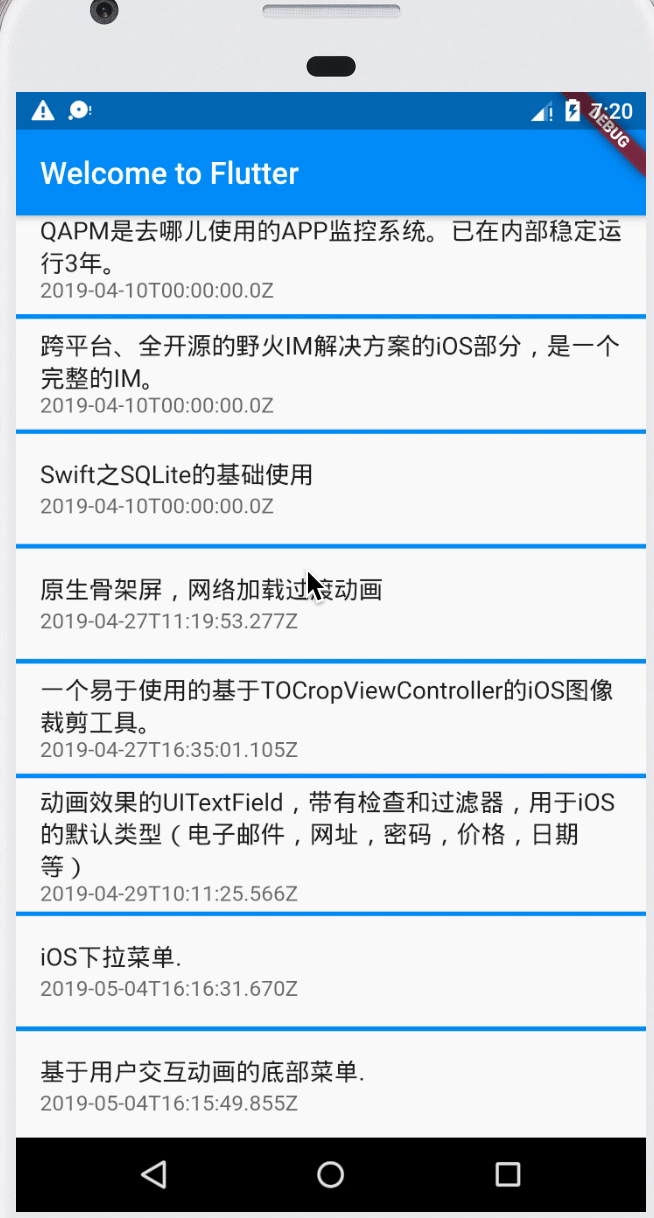 7:20
DEBUG
Welcome to Flutter
QAPM是去哪儿使用的APP监控系统。已在内部稳定运
行3年。
2019-04-10T00:00:00.0Z
跨平台、全开源的野火IM解决方案的iOS部分，是一个
完整的IM。
2019-04-10T00:00:00.0Z
Swift之SQLite的基础使用
2019-04-10T00:00:00.0Z
原生骨架屏，网络加载过渡动画
2019-04-27T11:19:53.277Z
一个易于使用的基于TOCropViewController的iOS图像
裁剪工具。
2019-04-27T16:35:01.105Z
动画效果的UITextField，带有检查和过滤器，用于iOS
的默认类型（电子邮件，网址，密码，价格，日期
等）
2019-04-29T10:11:25.566Z
iOS下拉菜单.
2019-05-04T16:16:31.670Z
基于用户交互动画的底部菜单.
2019-05-04T16:15:49.855Z